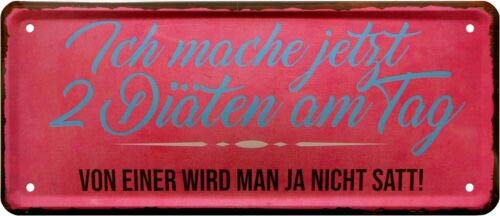 Ich mache jetzt
2 Diäten am Tag
VON EINER WIRD MAN JA NICHT SATT!